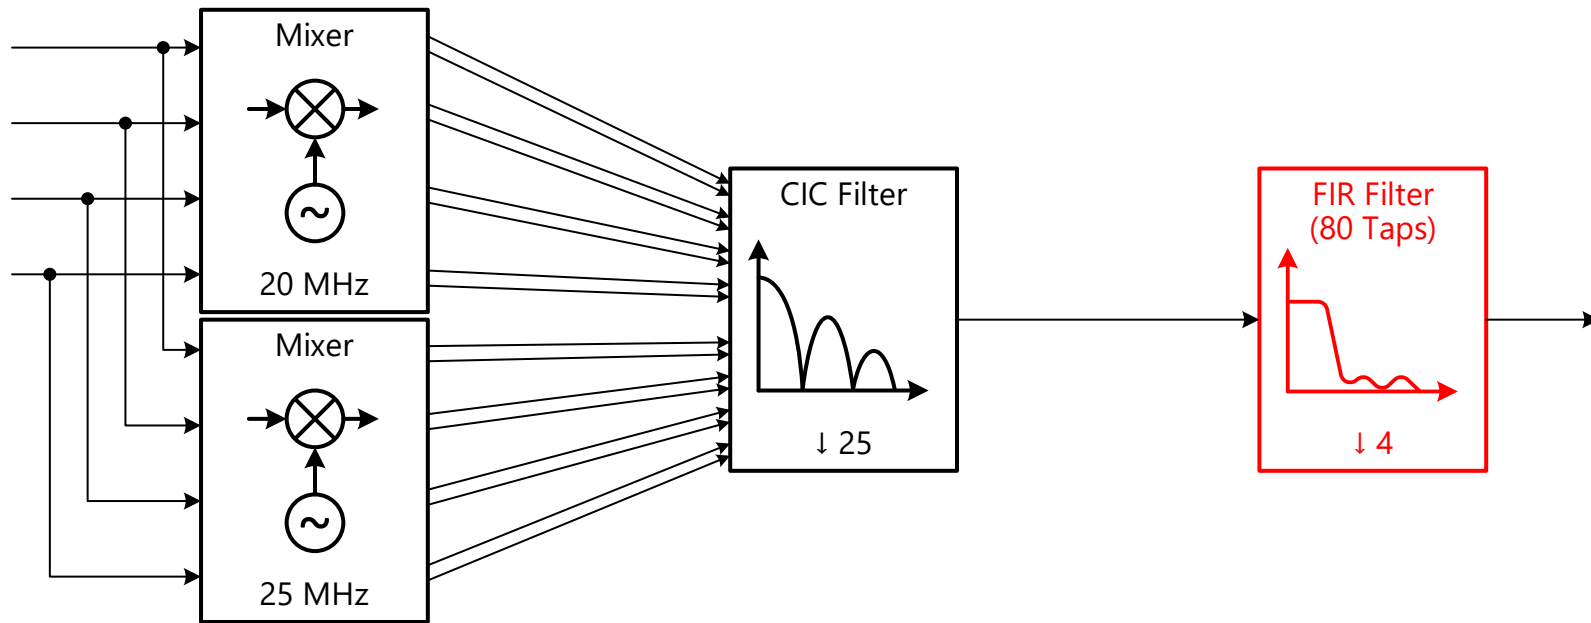 Mixer
20 MHz
Mixer
25 MHz
CIC Filter
↓ 25
FIR Filter
(80 Taps)
↓ 4